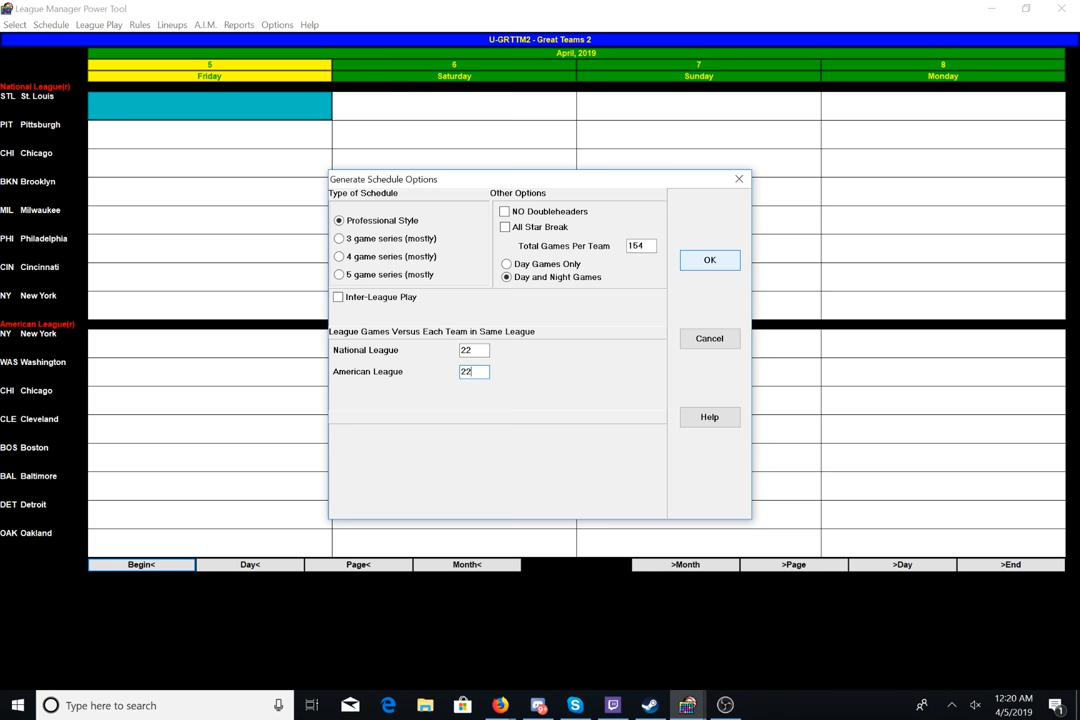 League Manager Power Tool
Select Schedule League Play Rules Lineups A.I.M. Reports Options Help
U-GRTTM2 - Great Teams 2
April, 2019
5 6 7 8
Friday Saturday Sunday Monday
National League(r)
STL St. Louis
PIT Pittsburgh
CHI Chicago
BKN Brooklyn
MIL Milwaukee
PHI Philadelphia
CIN Cincinnati
NY New York
American League(r)
NY New York
WAS Washington
CHI Chicago
CLE Cleveland
BOS Boston
BAL Baltimore
DET Detroit
OAK Oakland
Generate Schedule Options
Type of Schedule
Professional Style
3 game series (mostly)
4 game series (mostly)
5 game series (mostly
Other Options
NO Doubleheaders
All Star Break
Total Games Per Team 154
Day Games Only
Day and Night Games
Inter-League Play
League Games Versus Each Team in Same League
National League 22
American League 22
OK
Cancel
Help
Begin< Day< Page< Month< >Month >Page >Day >End
Type here to search
12:20 AM
4/5/2019
1